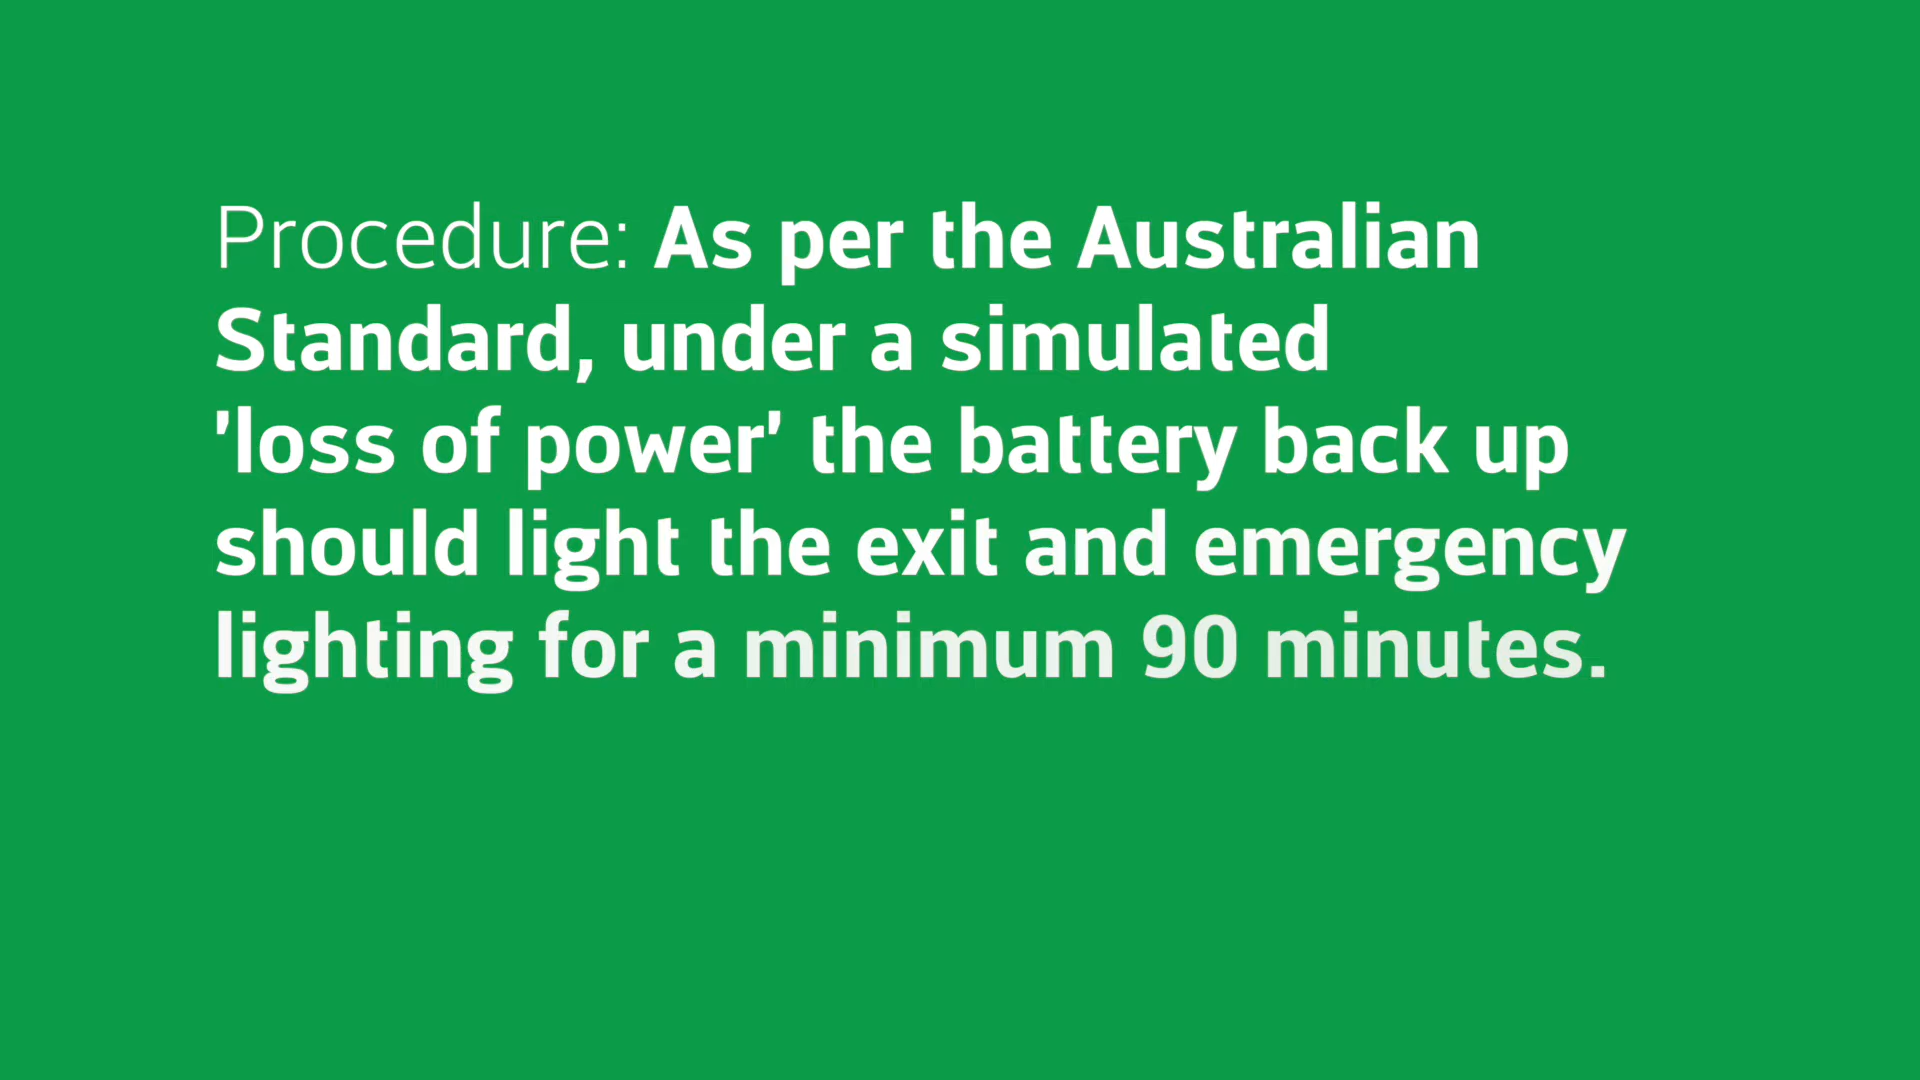 Procedure: As per the Australian
Standard, under a simulated
'loss of power' the battery back up
should light the exit and emergency
lighting for a minimum 90 minutes.